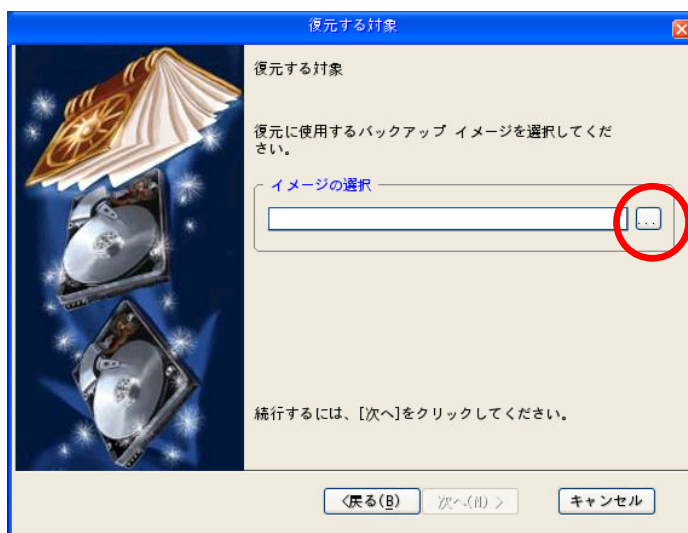 復元する対象
復元する対象
復元に使用するバックアップ イメージを選択してくだ
さい。
イメージの選択
...
続行するには、[次へ]をクリックしてください。
<戻る(B)
次へ(N) >
キャンセル